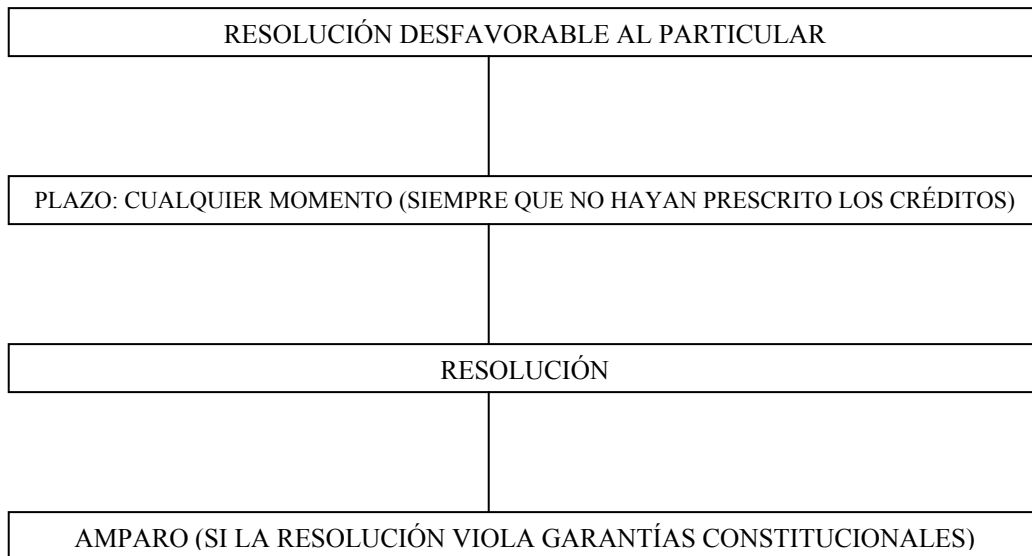 RESOLUCIÓN DESFAVORABLE AL PARTICULAR
PLAZO: CUALQUIER MOMENTO (SIEMPRE QUE NO HAYAN PRESCRITO LOS CRÉDITOS)
RESOLUCIÓN
AMPARO (SI LA RESOLUCIÓN VIOLA GARANTÍAS CONSTITUCIONALES)